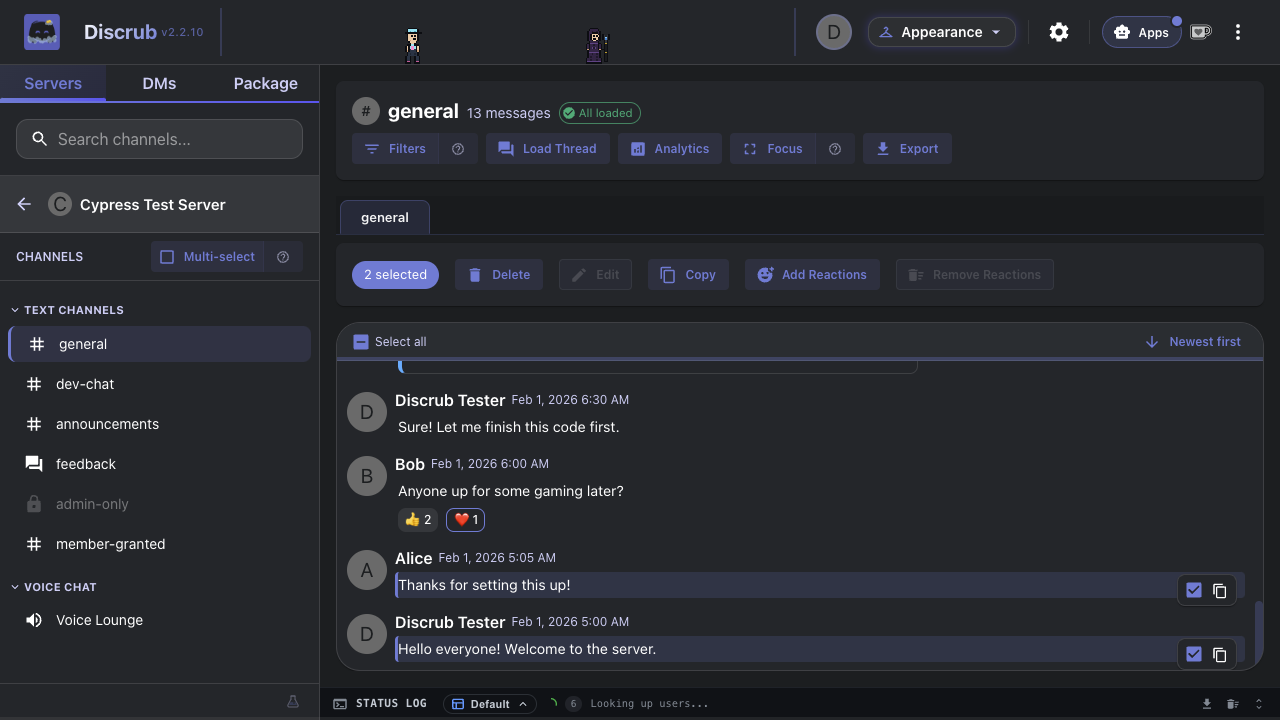 Discrub v2.2.10
D
Appearance
Apps
Servers
DMs
Package
Search channels...
C
Cypress Test Server
CHANNELS
Multi-select
TEXT CHANNELS
general
dev-chat
announcements
feedback
admin-only
member-granted
VOICE CHAT
Voice Lounge
# general 13 messages All loaded
Filters
Load Thread
Analytics
Focus
Export
general
2 selected
Delete
Edit
Copy
Add Reactions
Remove Reactions
Select all
Newest first
D
Discrub Tester Feb 1, 2026 6:30 AM
Sure! Let me finish this code first.
B
Bob Feb 1, 2026 6:00 AM
Anyone up for some gaming later?
👍 2 ❤️ 1
A
Alice Feb 1, 2026 5:05 AM
Thanks for setting this up!
D
Discrub Tester Feb 1, 2026 5:00 AM
Hello everyone! Welcome to the server.
STATUS LOG
Default
6
Looking up users...